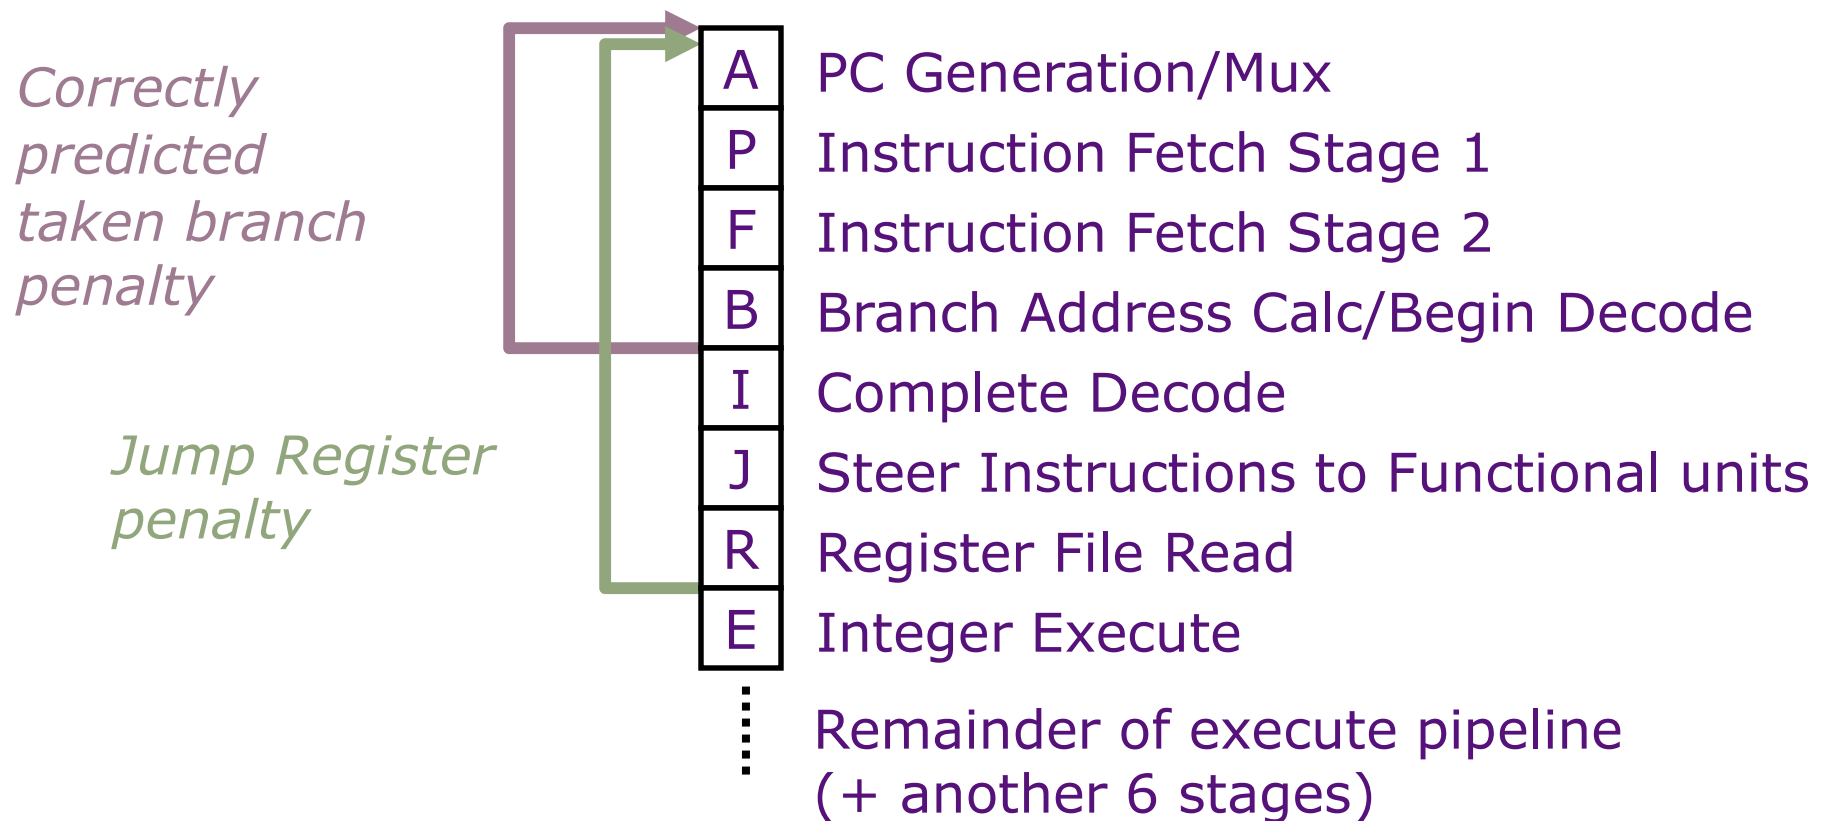 Correctly
predicted
taken branch
penalty
Jump Register
penalty
A PC Generation/Mux
P Instruction Fetch Stage 1
F Instruction Fetch Stage 2
B Branch Address Calc/Begin Decode
I Complete Decode
J Steer Instructions to Functional units
R Register File Read
E Integer Execute
Remainder of execute pipeline
(+ another 6 stages)